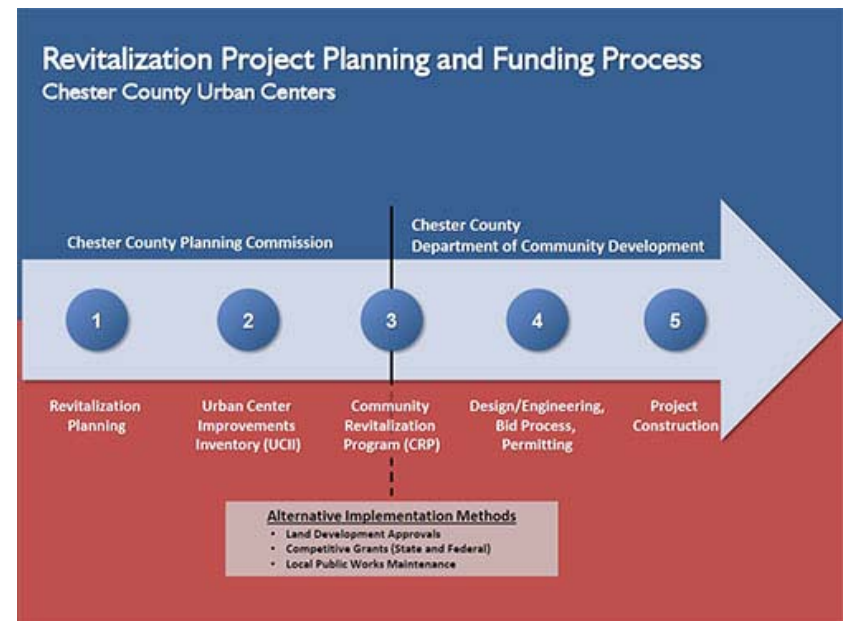 Revitalization Project Planning and Funding Process
Chester County Urban Centers
Chester County Planning Commission
Chester County
Department of Community Development
1
2
3
4
5
Revitalization
Planning
Urban Center
Improvements
Inventory (UCII)
Community
Revitalization
Program (CRP)
Design/Engineering,
Bid Process,
Permitting
Project
Construction
Alternative Implementation Methods
• Land Development Approvals
• Competitive Grants (State and Federal)
• Local Public Works Maintenance